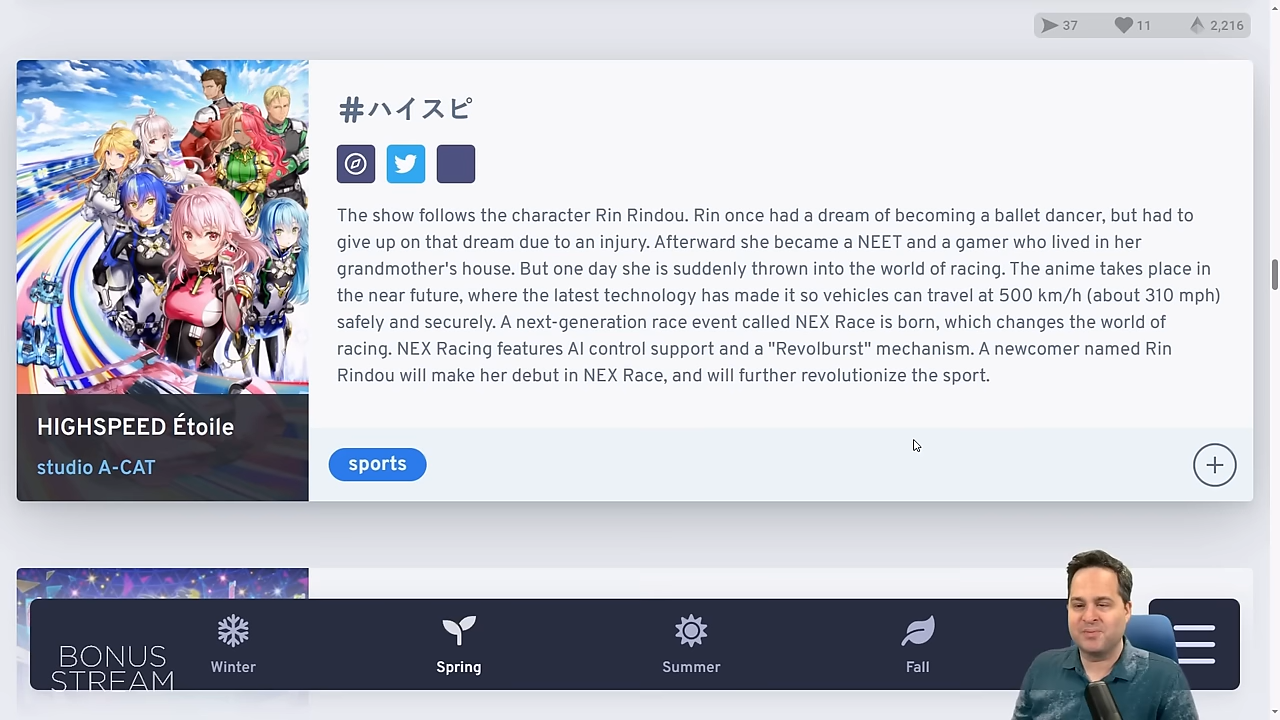 37 11 2,216
#ハイスピ
The show follows the character Rin Rindou. Rin once had a dream of becoming a ballet dancer, but had to
give up on that dream due to an injury. Afterward she became a NEET and a gamer who lived in her
grandmother's house. But one day she is suddenly thrown into the world of racing. The anime takes place in
the near future, where the latest technology has made it so vehicles can travel at 500 km/h (about 310 mph)
safely and securely. A next-generation race event called NEX Race is born, which changes the world of
racing. NEX Racing features AI control support and a "Revolburst" mechanism. A newcomer named Rin
Rindou will make her debut in NEX Race, and will further revolutionize the sport.
HIGHSPEED Étoile
studio A-CAT
sports
BONUS
STREAM
Winter
Spring
Summer
Fall